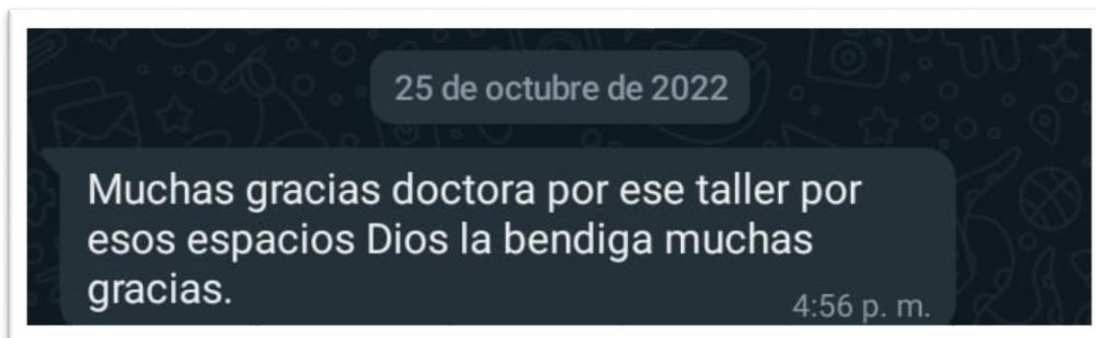 25 de octubre de 2022
Muchas gracias doctora por ese taller por
esos espacios Dios la bendiga muchas
gracias.
4:56 p. m.